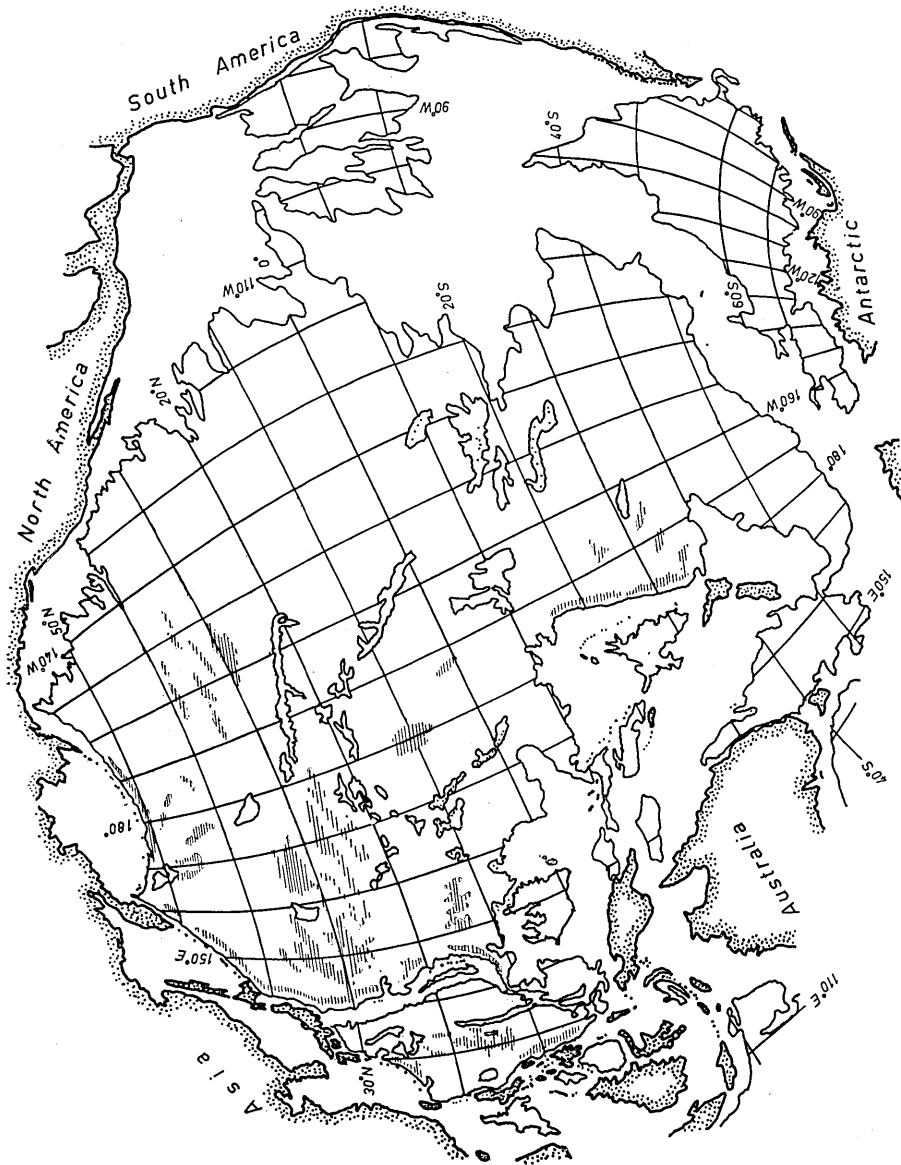 South America
90°W
40°S
North America
0°
110°W
20°S
20°N
60°S
90°W
120°W
Antarctic
50°N
140°W
160°W
180°
180°
150°E
150°E
40°S
Australia
Asia
30°N
110°E